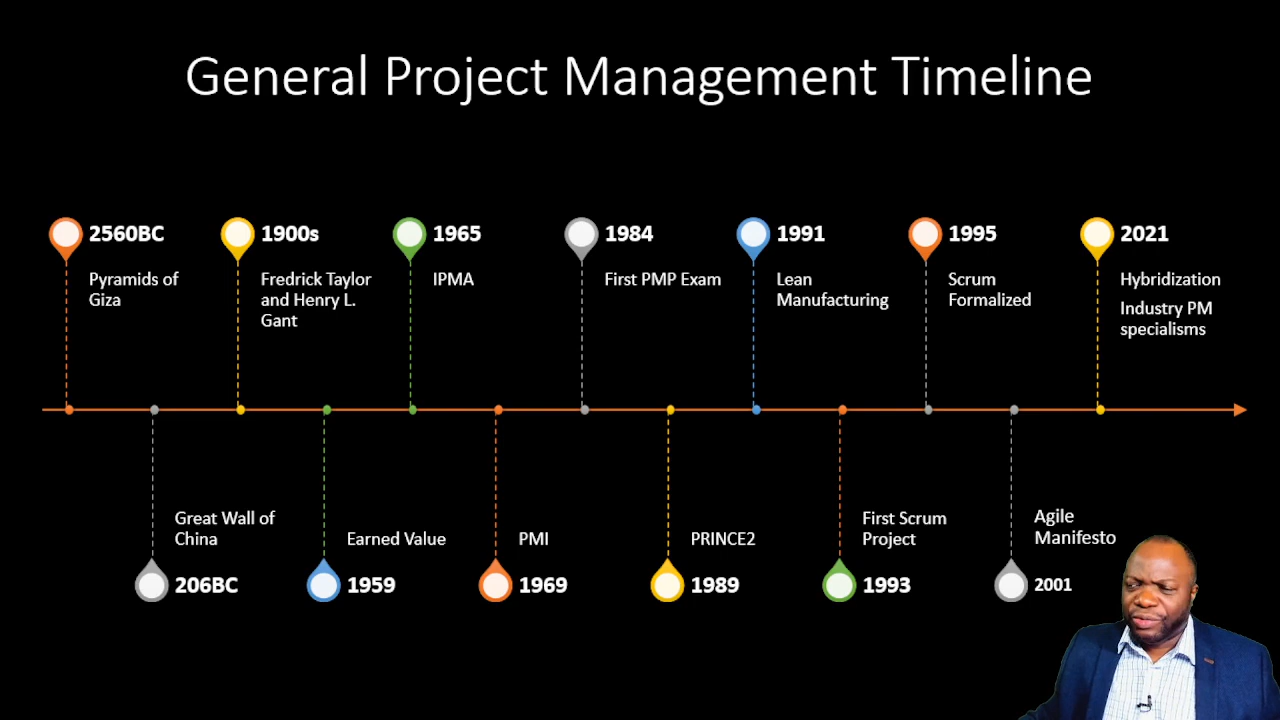 General Project Management Timeline
2560BC
Pyramids of
Giza
1900s
Fredrick Taylor
and Henry L.
Gant
1965
IPMA
1984
First PMP Exam
1991
Lean
Manufacturing
1995
Scrum
Formalized
2021
Hybridization
Industry PM
specialisms
Great Wall of
China
206BC
Earned Value
1959
PMI
1969
PRINCE2
1989
First Scrum
Project
1993
Agile
Manifesto
2001